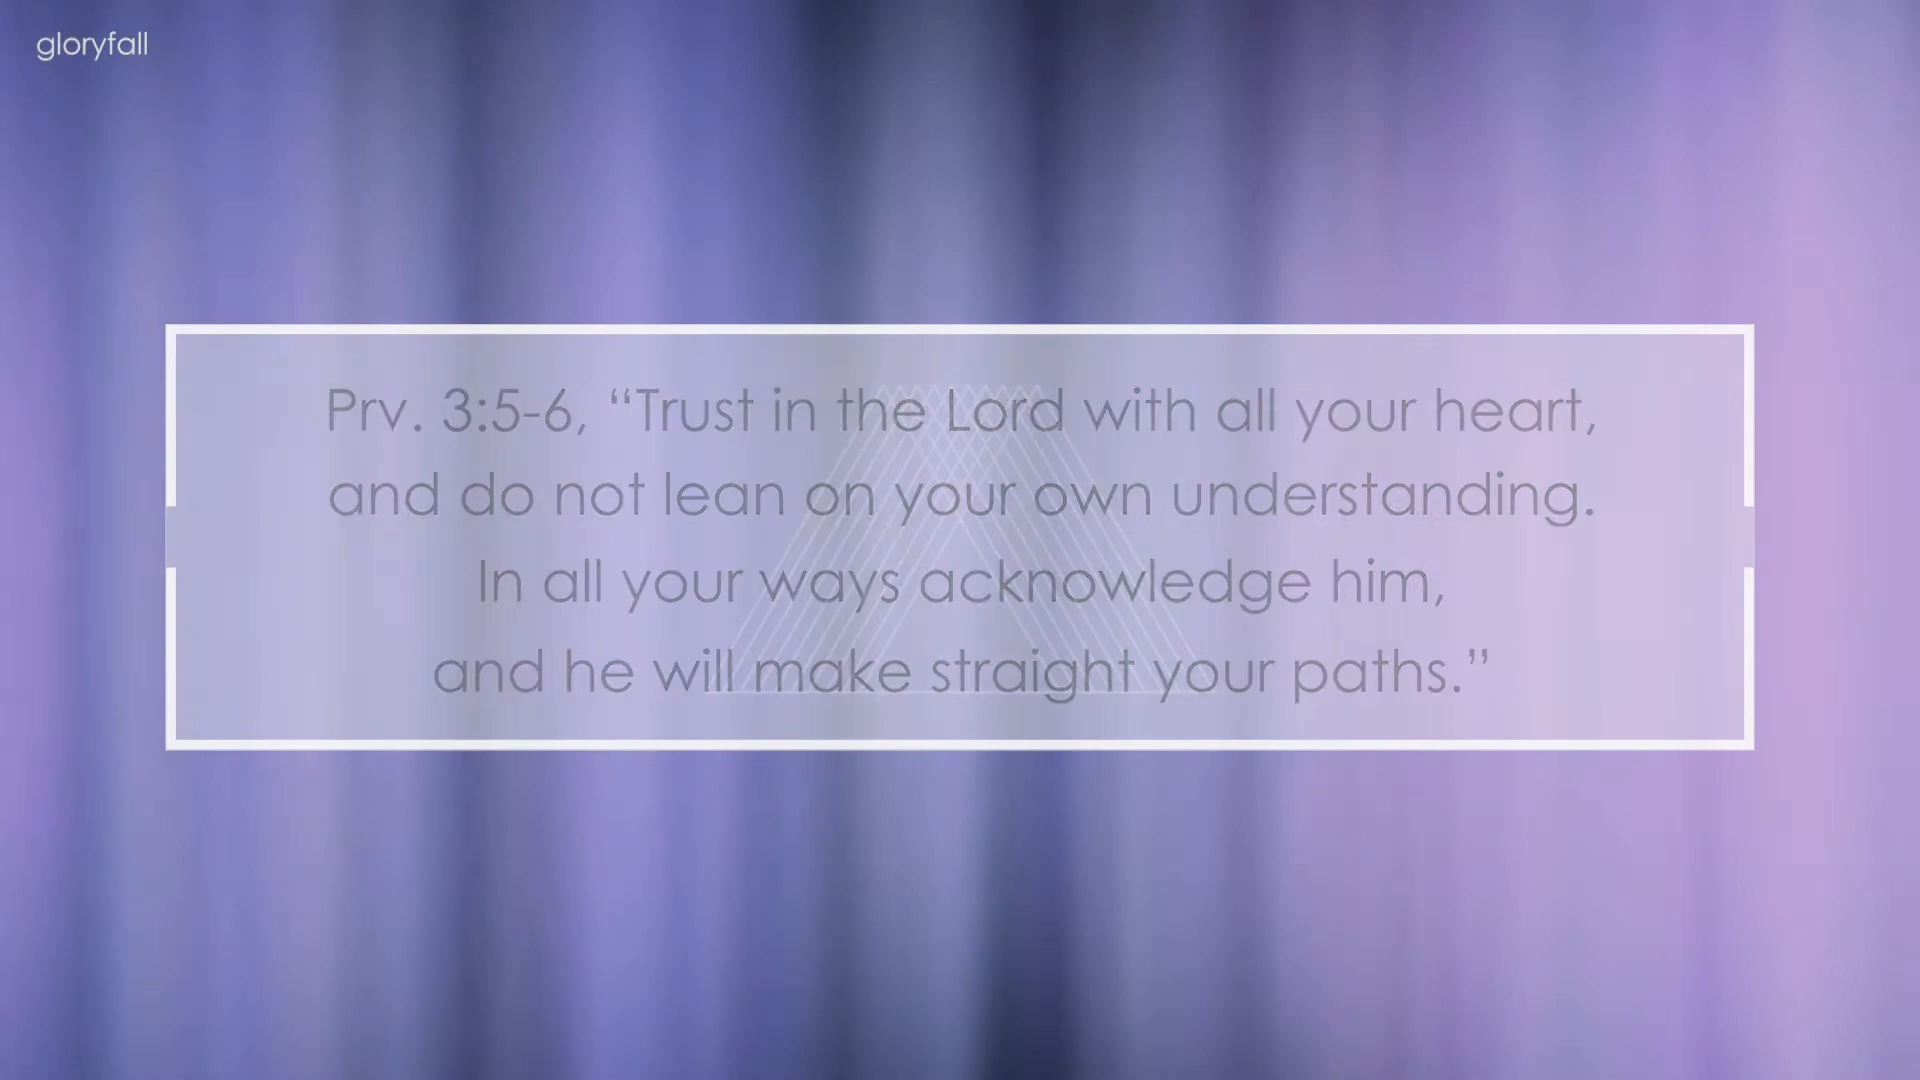 gloryfall
Prv. 3:5-6, “Trust in the Lord with all your heart,
and do not lean on your own understanding.
In all your ways acknowledge him,
and he will make straight your paths.”